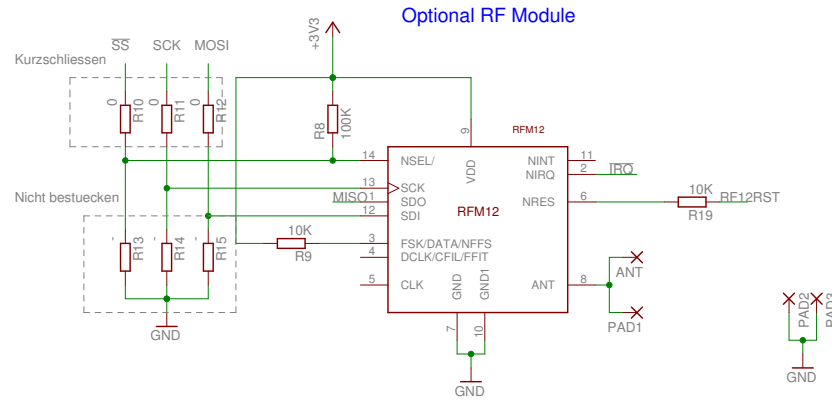 Optional RF Module
+3V3
SS SCK MOSI
Kurzschliessen
0 R10 0 R11 0 R12
R8 100K
RFM12
9
VDD
14 NSEL/ NINT 11
NIRQ 2 IRQ
13 SCK
MISO 1 SDO
12 SDI
RFM12
NRES 6 10K RF12RST
R19
Nicht bestuecken
- R13 - R14 - R15
10K
R9
3 FSK/DATA/NFFS
4 DCLK/CFIL/FFIT
5 CLK
GND GND1
ANT 8
ANT
PAD1
7 10
GND
GND
PAD2 PAD3
GND